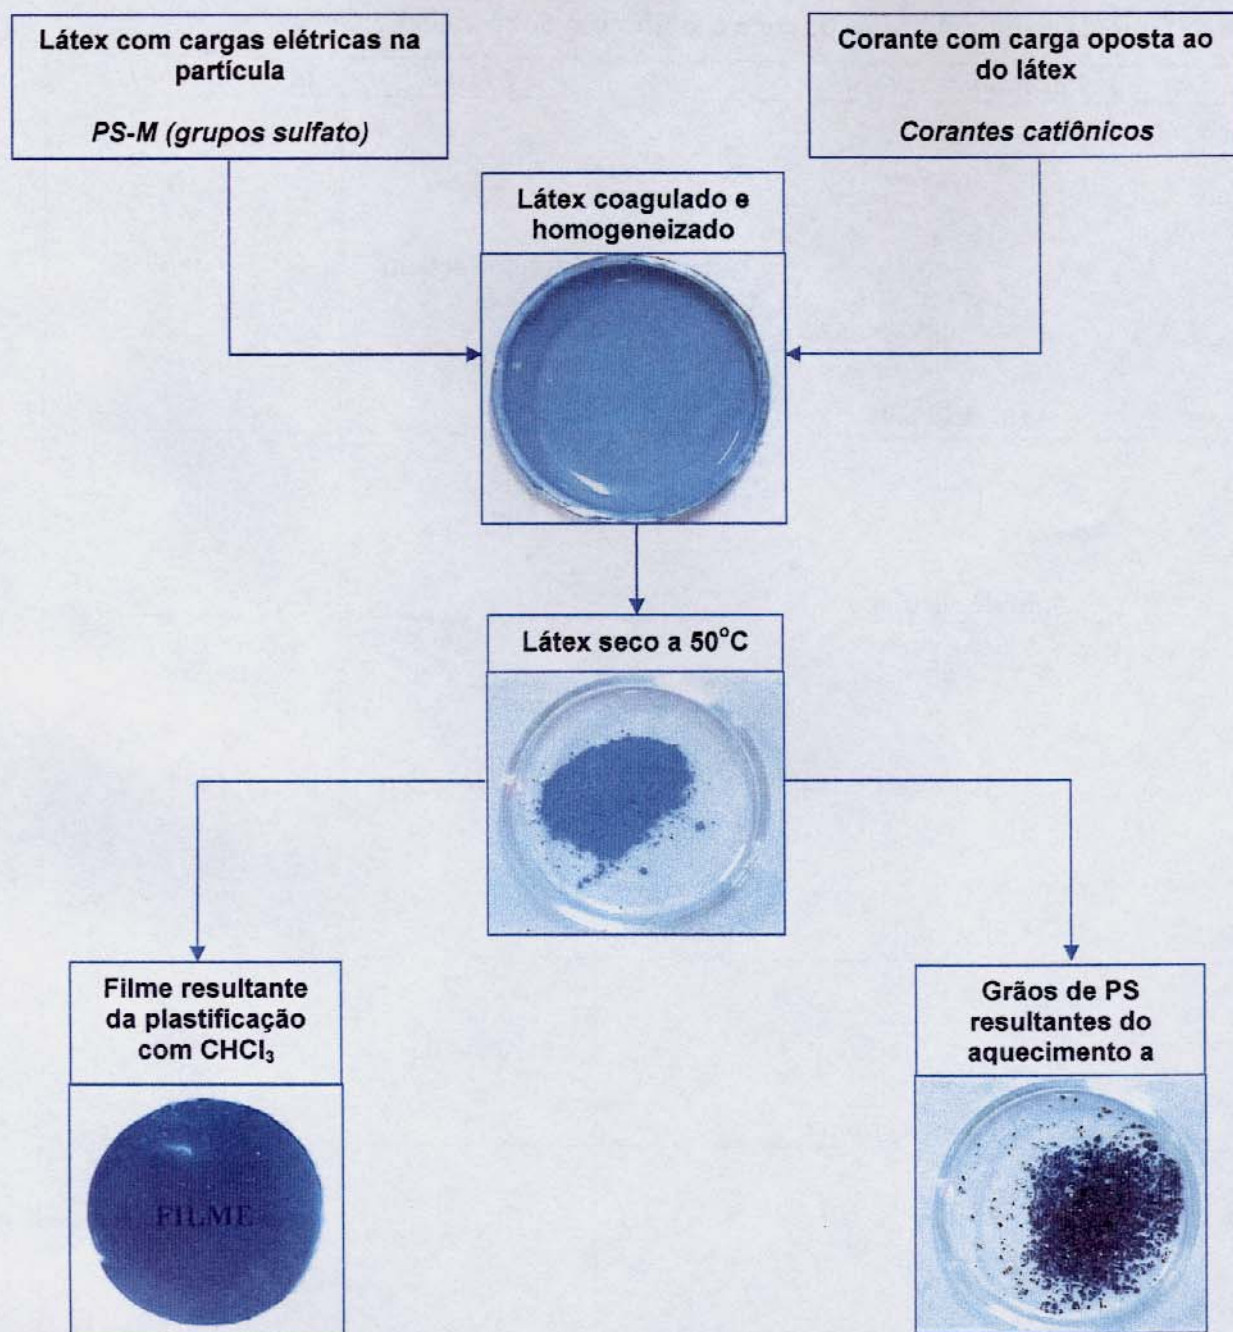 Látex com cargas elétricas na
partícula
PS-M (grupos sulfato)
Corante com carga oposta ao
do látex
Corantes catiônicos
Látex coagulado e
homogeneizado
Látex seco a 50°C
Filme resultante
da plastificação
com CHCl₃
FILME
Grãos de PS
resultantes do
aquecimento a